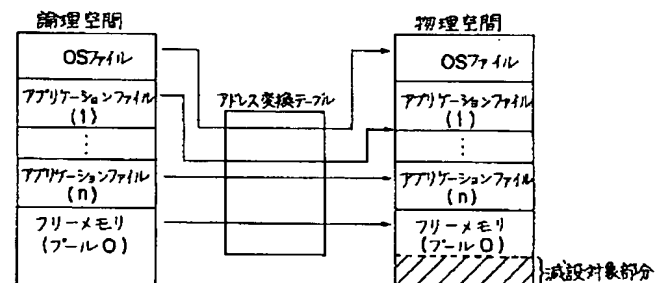 論理空間
OSファイル
アプリケーションファイル
(1)
⋮
アプリケーションファイル
(n)
フリーメモリ
(プール0)
アドレス変換テーブル
物理空間
OSファイル
アプリケーションファイル
(1)
⋮
アプリケーションファイル
(n)
フリーメモリ
(プール0)
減設対象部分